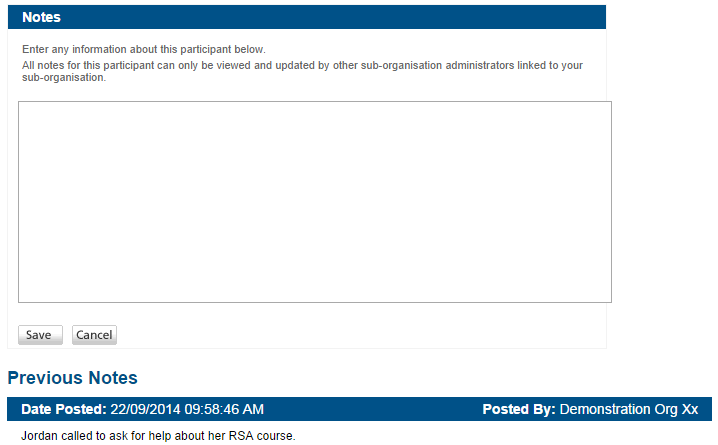 Notes
Enter any information about this participant below.
All notes for this participant can only be viewed and updated by other sub-organisation administrators linked to your
sub-organisation.
Save Cancel
Previous Notes
Date Posted: 22/09/2014 09:58:46 AM Posted By: Demonstration Org Xx
Jordan called to ask for help about her RSA course.